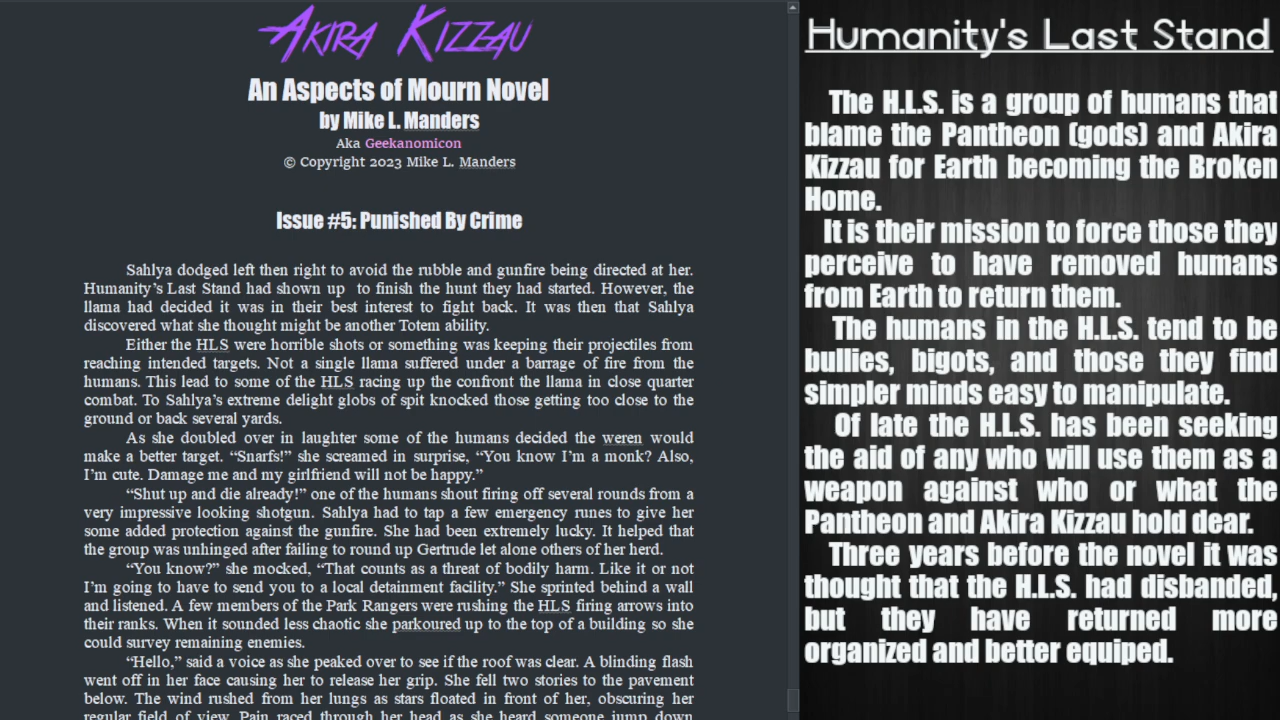 Akira Kizzau
An Aspects of Mourn Novel
by Mike L. Manders
Aka Geekanomicon
© Copyright 2023 Mike L. Manders
Issue #5: Punished By Crime
Sahlya dodged left then right to avoid the rubble and gunfire being directed at her.
Humanity’s Last Stand had shown up  to finish the hunt they had started. However, the
llama had decided it was in their best interest to fight back. It was then that Sahlya
discovered what she thought might be another Totem ability.
Either the HLS were horrible shots or something was keeping their projectiles from
reaching intended targets. Not a single llama suffered under a barrage of fire from the
humans. This lead to some of the HLS racing up the confront the llama in close quarter
combat. To Sahlya’s extreme delight globs of spit knocked those getting too close to the
ground or back several yards.
As she doubled over in laughter some of the humans decided the weren would
make a better target. “Snarfs!” she screamed in surprise, “You know I’m a monk? Also,
I’m cute. Damage me and my girlfriend will not be happy.”
“Shut up and die already!” one of the humans shout firing off several rounds from a
very impressive looking shotgun. Sahlya had to tap a few emergency runes to give her
some added protection against the gunfire. She had been extremely lucky. It helped that
the group was unhinged after failing to round up Gertrude let alone others of her herd.
“You know?” she mocked, “That counts as a threat of bodily harm. Like it or not
I’m going to have to send you to a local detainment facility.” She sprinted behind a wall
and listened. A few members of the Park Rangers were rushing the HLS firing arrows into
their ranks. When it sounded less chaotic she parkoured up to the top of a building so she
could survey remaining enemies.
“Hello,” said a voice as she peaked over to see if the roof was clear. A blinding flash
went off in her face causing her to release her grip. She fell two stories to the pavement
below. The wind rushed from her lungs as stars floated in front of her, obscuring her
regular field of view. Pain raced through her head as she heard someone jump down
Humanity's Last Stand
The H.L.S. is a group of humans that
blame the Pantheon (gods) and Akira
Kizzau for Earth becoming the Broken
Home.
It is their mission to force those they
perceive to have removed humans
from Earth to return them.
The humans in the H.L.S. tend to be
bullies, bigots, and those they find
simpler minds easy to manipulate.
Of late the H.L.S. has been seeking
the aid of any who will use them as a
weapon against who or what the
Pantheon and Akira Kizzau hold dear.
Three years before the novel it was
thought that the H.L.S. had disbanded,
but they have returned more
organized and better equiped.